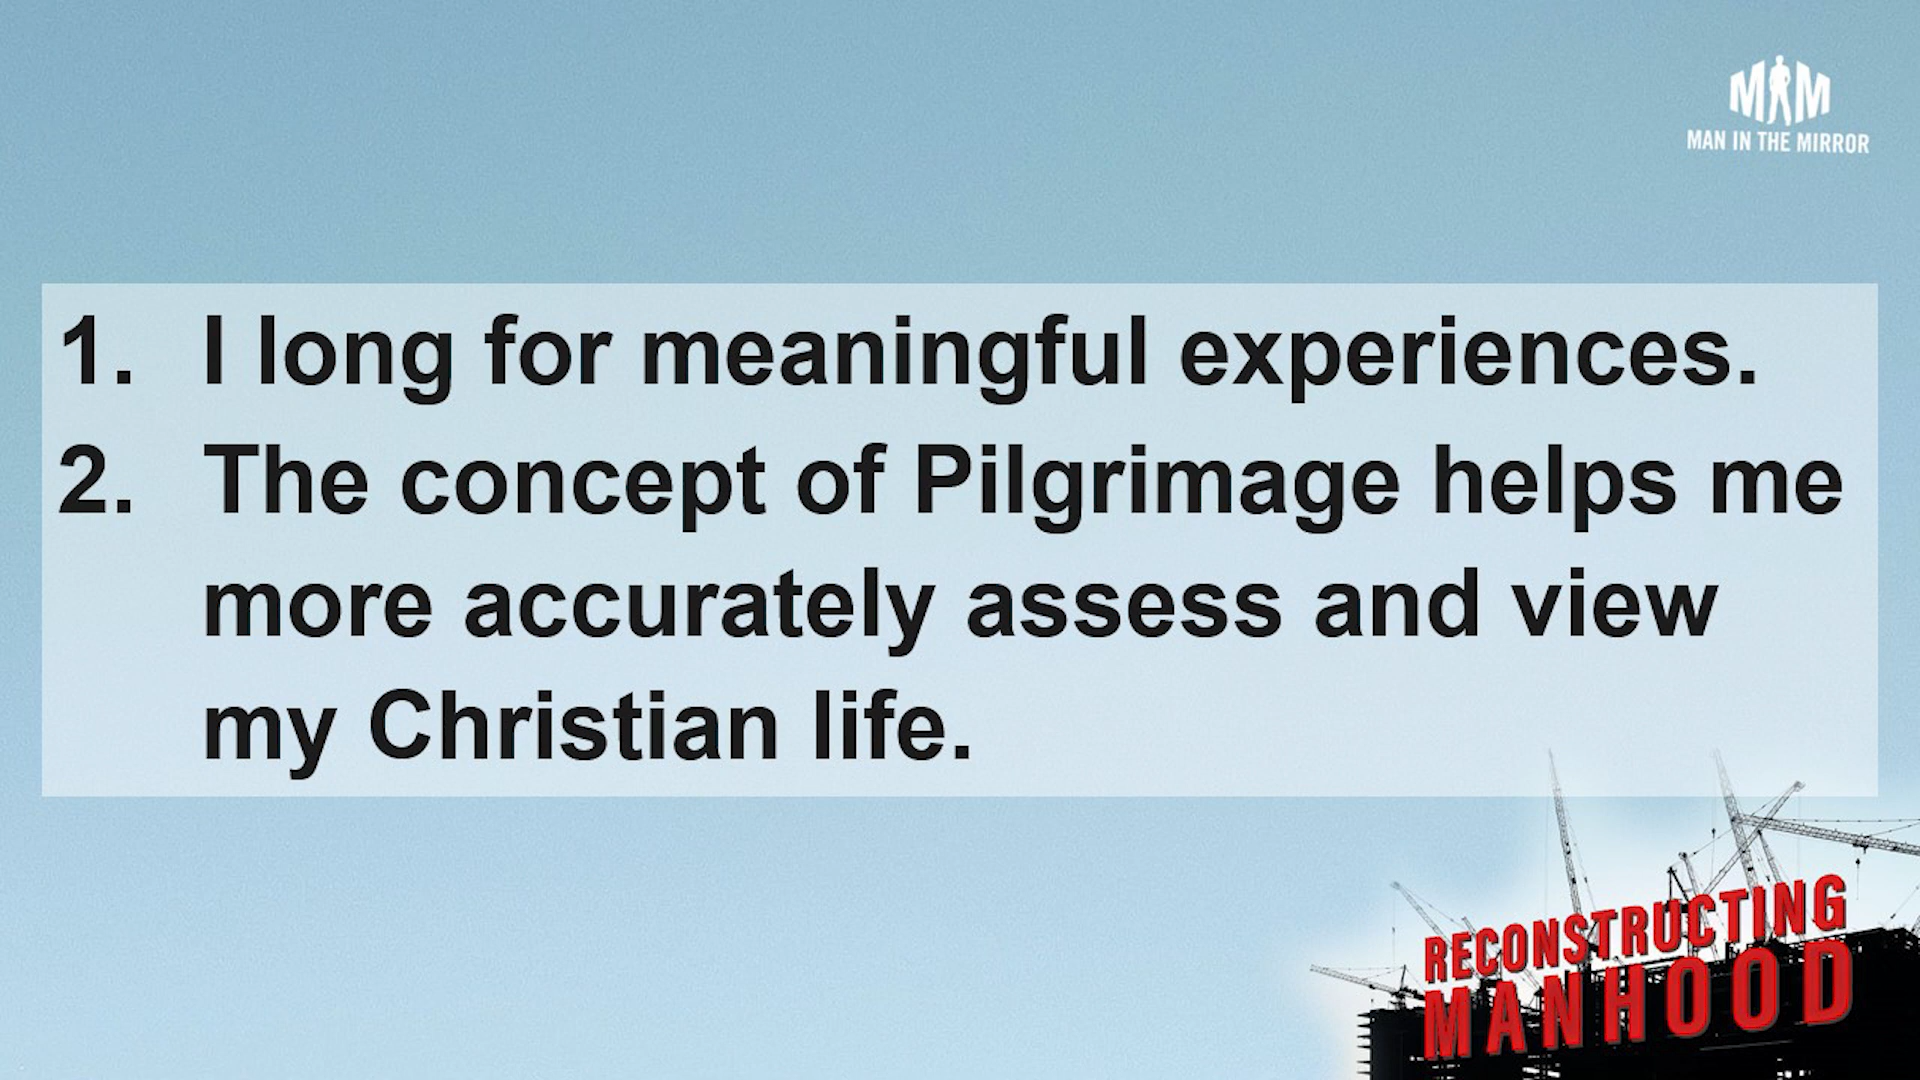 MAN IN THE MIRROR
1. I long for meaningful experiences.
2. The concept of Pilgrimage helps me
more accurately assess and view
my Christian life.
RECONSTRUCTING
MANHOOD